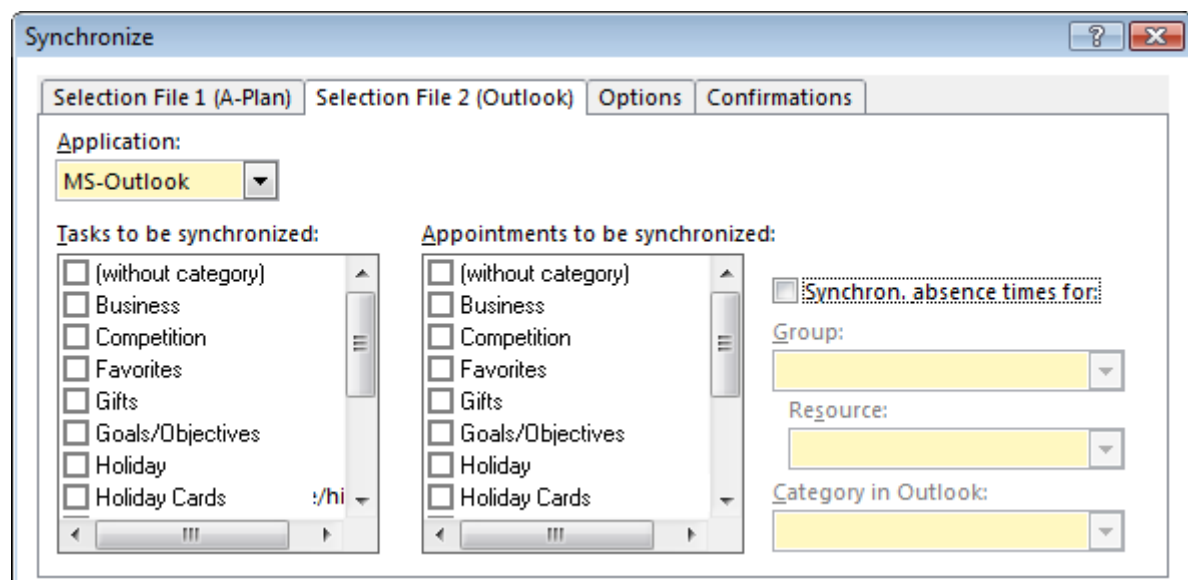 Synchronize
Selection File 1 (A-Plan) Selection File 2 (Outlook) Options Confirmations
Application:
MS-Outlook
Tasks to be synchronized: Appointments to be synchronized:
(without category) (without category)
Business Business
Synchron. absence times for:
Competition Competition
Group:
Favorites Favorites
Gifts Gifts
Resource:
Goals/Objectives Goals/Objectives
Holiday Holiday
Holiday Cards :/hi Holiday Cards
Category in Outlook: